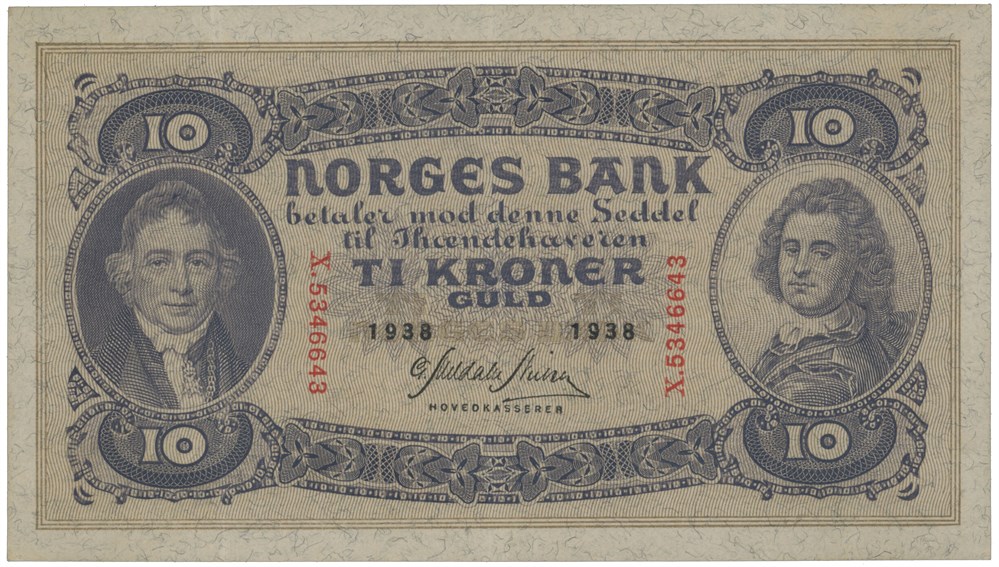 10 10
NORGES BANK
betaler mod denne Seddel
til Ihændehaveren
TI KRONER
GULD
X.5346643
X.5346643
1938 1938
HOVEDKASSERER
10 10